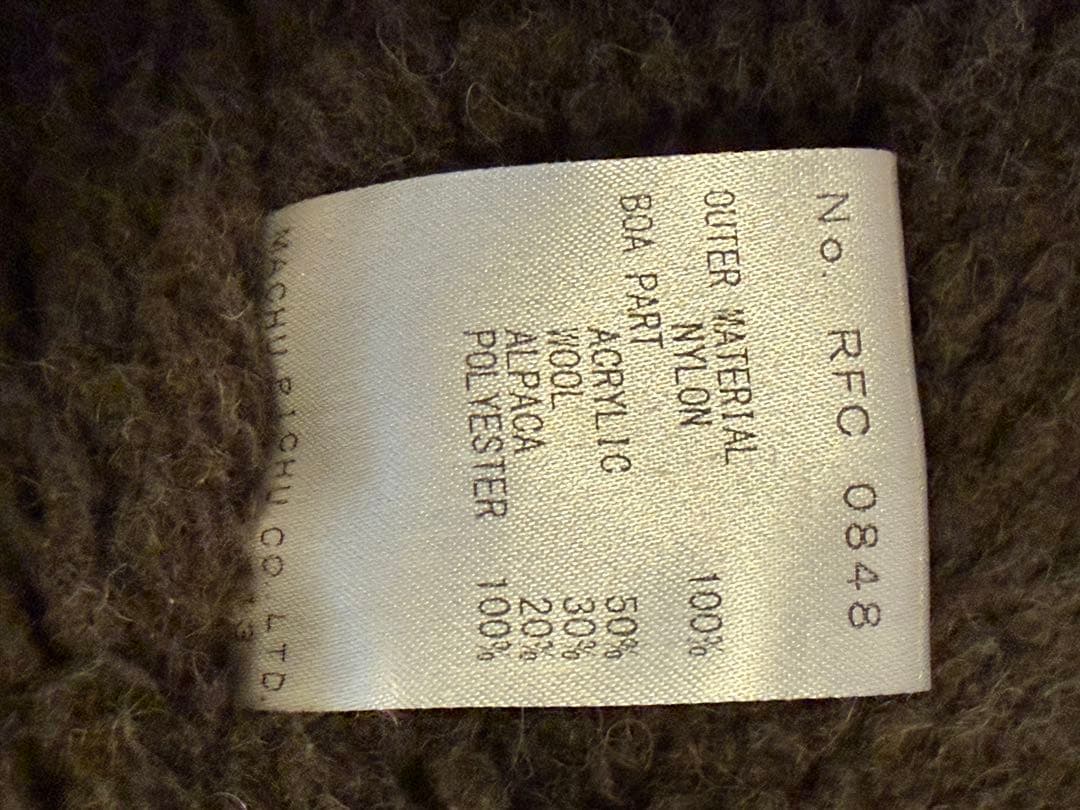 No. RFC 0848
OUTER MATERIAL
NYLON 100%
BOA PART
ACRYLIC 50%
WOOL 30%
ALPACA 20%
POLYESTER 100%
MACHU PICHU CO. LTD.